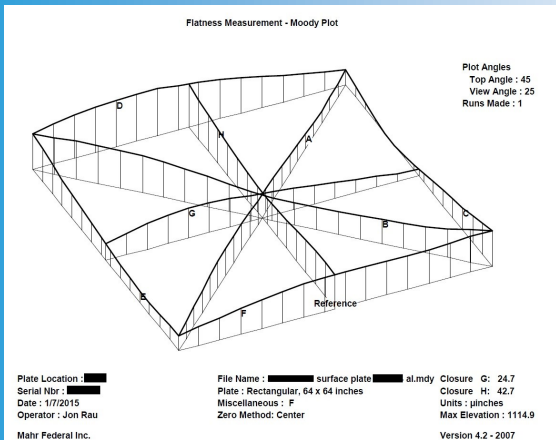 Flatness Measurement - Moody Plot
Plot Angles
Top Angle : 45
View Angle : 25
Runs Made : 1
D
H
A
G
B
C
E
F
Reference
Plate Location :
Serial Nbr :
Date : 1/7/2015
Operator : Jon Rau
Mahr Federal Inc.
File Name : surface plate al.mdy
Plate : Rectangular, 64 x 64 inches
Miscellaneous : F
Zero Method: Center
Closure G: 24.7
Closure H: 42.7
Units : µinches
Max Elevation : 1114.9
Version 4.2 - 2007